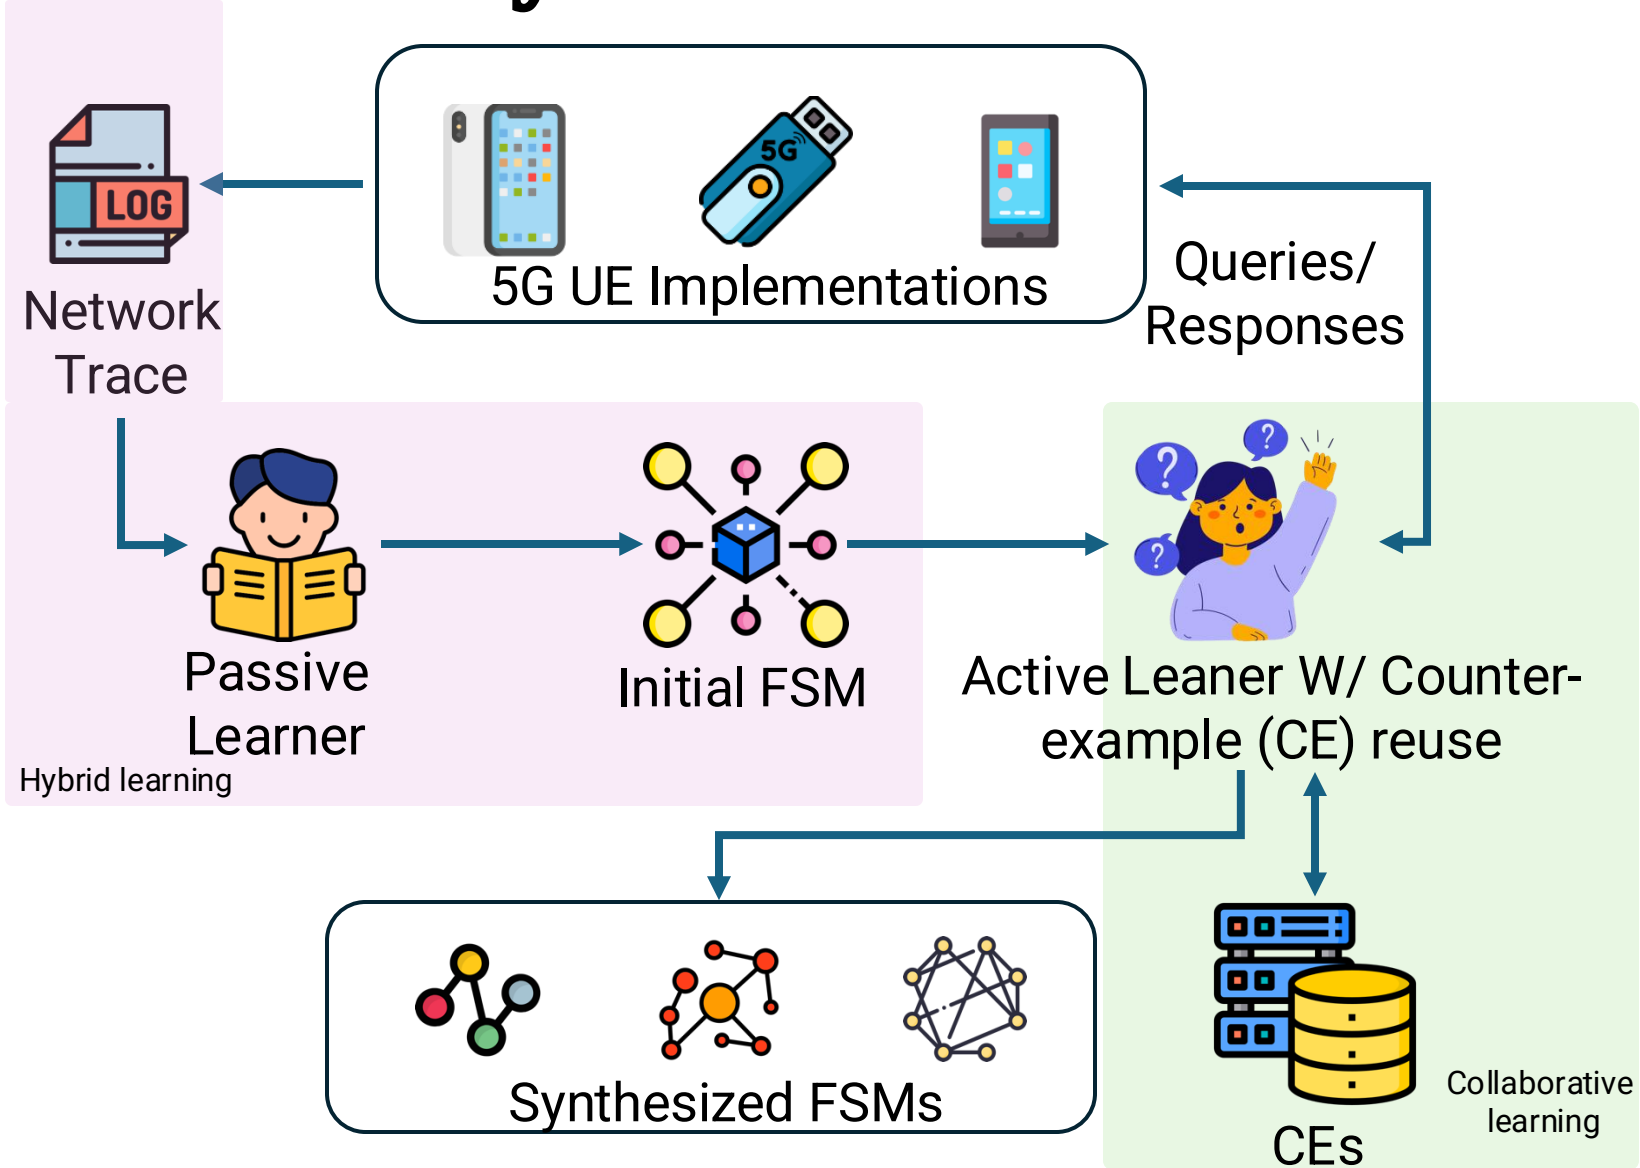 5G
LOG
5G UE Implementations
Queries/
Responses
Network
Trace
?
?
?
Passive
Learner
Initial FSM
Active Leaner W/ Counter-
example (CE) reuse
Hybrid learning
Synthesized FSMs
Collaborative
learning
CEs